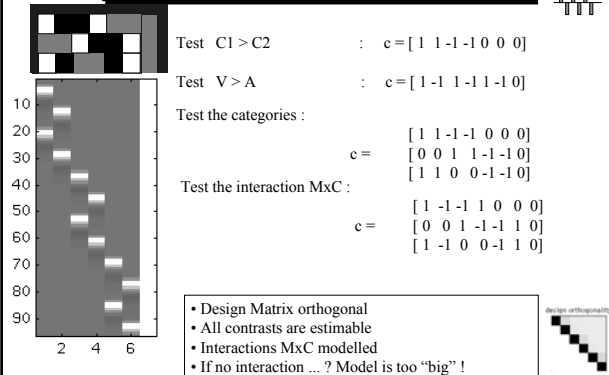 Test C1 > C2 : c = [ 1 1 -1 -1 0 0 0 ]
Test V > A : c = [ 1 -1 1 -1 1 -1 0]
Test the categories :
[ 1 1 -1 -1 0 0 0]
c = [ 0 0 1 1 -1 -1 0]
[ 1 1 0 0 -1 -1 0]
Test the interaction MxC :
[ 1 -1 -1 1 0 0 0]
c = [ 0 0 1 -1 -1 1 0]
[ 1 -1 0 0 -1 1 0]
10
20
30
40
50
60
70
80
90
2 4 6
• Design Matrix orthogonal
• All contrasts are estimable
• Interactions MxC modelled
• If no interaction ... ? Model is too “big” !
design orthogonality